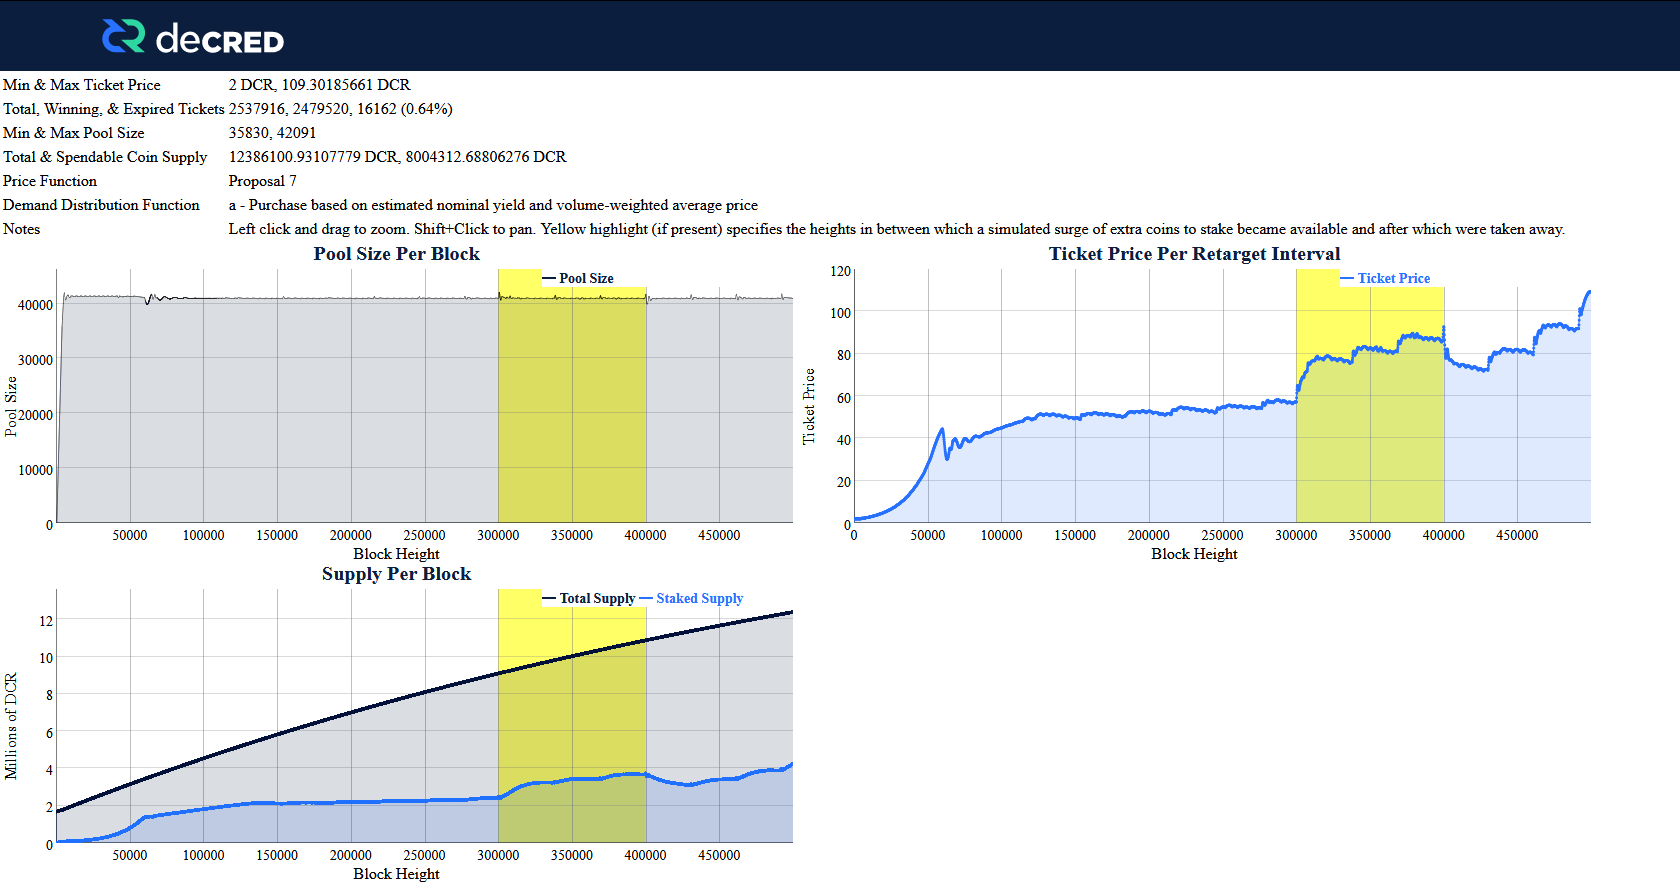 deCRED
Min & Max Ticket Price 2 DCR, 109.30185661 DCR
Total, Winning, & Expired Tickets 2537916, 2479520, 16162 (0.64%)
Min & Max Pool Size 35830, 42091
Total & Spendable Coin Supply 12386100.93107779 DCR, 8004312.68806276 DCR
Price Function Proposal 7
Demand Distribution Function a - Purchase based on estimated nominal yield and volume-weighted average price
Notes Left click and drag to zoom. Shift+Click to pan. Yellow highlight (if present) specifies the heights in between which a simulated surge of extra coins to stake became available and after which were taken away.
Pool Size Per Block
Pool Size
Pool Size
40000
30000
20000
10000
0
50000 100000 150000 200000 250000 300000 350000 400000 450000
Block Height
Ticket Price Per Retarget Interval
Ticket Price
Ticket Price
120
100
80
60
40
20
0
0 50000 100000 150000 200000 250000 300000 350000 400000 450000
Block Height
Supply Per Block
Total Supply Staked Supply
Millions of DCR
12
10
8
6
4
2
0
50000 100000 150000 200000 250000 300000 350000 400000 450000
Block Height